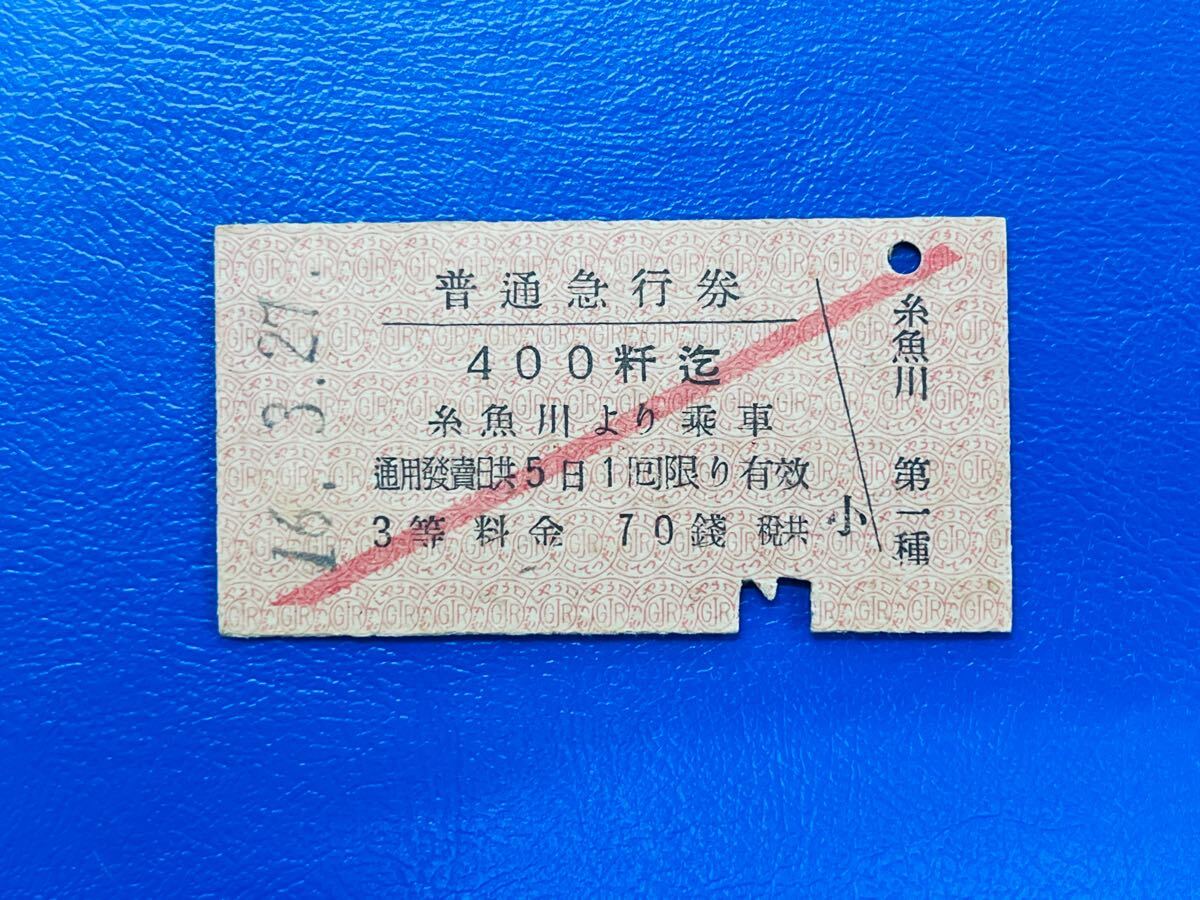 普通急行券
400粁迄
糸魚川より乗車
通用發賣日共5日1回限り有效
3等料金 70錢 税共
小
糸魚川 第一種
16.3.27.